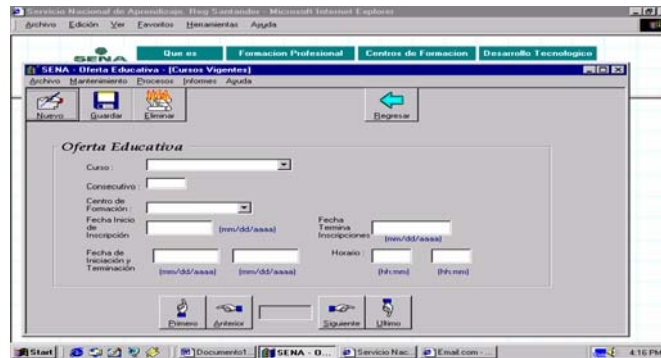 Servicio Nacional de Aprendizaje, Reg Santander - Microsoft Internet Explorer
Archivo Edición Ver Favoritos Herramientas Ayuda
SENA Que es Formacion Profesional Centros de Formacion Desarrollo Tecnologico
SENA - Oferta Educativa - [Cursos Vigentes]
Archivo Mantenimiento Procesos Informes Ayuda
Nuevo Guardar Eliminar Regresar
Oferta Educativa
Curso :
Consecutivo :
Centro de
Formación :
Fecha Inicio
de
Inscripción
(mm/dd/aaaa)
Fecha
Termina
Inscripciones
(mm/dd/aaaa)
Fecha de
Iniciación y
Terminación
(mm/dd/aaaa) (mm/dd/aaaa)
Horario :
(hh:mm) (hh:mm)
Primero Anterior Siguiente Ultimo
Start Documento1... SENA - O... Servicio Nac... Email.com - ... 4:16 PM